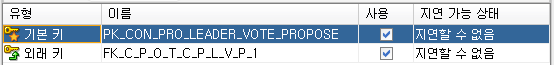 유형 이름 사용 지연 가능 상태
기본 키 PK_CON_PRO_LEADER_VOTE_PROPOSE 지연할 수 없음
외래 키 FK_C_P_O_T_C_P_L_V_P_1 지연할 수 없음